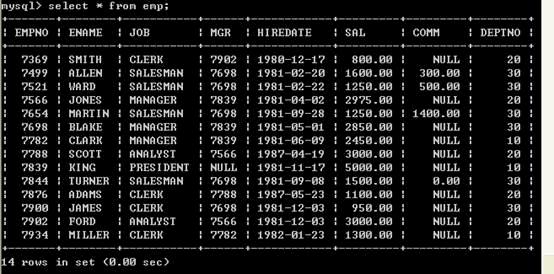 mysql> select * from emp;
+-------+--------+-----------+------+------------+---------+---------+--------+
| EMPNO | ENAME | JOB | MGR | HIREDATE | SAL | COMM | DEPTNO |
+-------+--------+-----------+------+------------+---------+---------+--------+
| 7369 | SMITH | CLERK | 7902 | 1980-12-17 | 800.00 | NULL | 20 |
| 7499 | ALLEN | SALESMAN | 7698 | 1981-02-20 | 1600.00 | 300.00 | 30 |
| 7521 | WARD | SALESMAN | 7698 | 1981-02-22 | 1250.00 | 500.00 | 30 |
| 7566 | JONES | MANAGER | 7839 | 1981-04-02 | 2975.00 | NULL | 20 |
| 7654 | MARTIN | SALESMAN | 7698 | 1981-09-28 | 1250.00 | 1400.00 | 30 |
| 7698 | BLAKE | MANAGER | 7839 | 1981-05-01 | 2850.00 | NULL | 30 |
| 7782 | CLARK | MANAGER | 7839 | 1981-06-09 | 2450.00 | NULL | 10 |
| 7788 | SCOTT | ANALYST | 7566 | 1987-04-19 | 3000.00 | NULL | 20 |
| 7839 | KING | PRESIDENT | NULL | 1981-11-17 | 5000.00 | NULL | 10 |
| 7844 | TURNER | SALESMAN | 7698 | 1981-09-08 | 1500.00 | 0.00 | 30 |
| 7876 | ADAMS | CLERK | 7788 | 1987-05-23 | 1100.00 | NULL | 20 |
| 7900 | JAMES | CLERK | 7698 | 1981-12-03 | 950.00 | NULL | 30 |
| 7902 | FORD | ANALYST | 7566 | 1981-12-03 | 3000.00 | NULL | 20 |
| 7934 | MILLER | CLERK | 7782 | 1982-01-23 | 1300.00 | NULL | 10 |
+-------+--------+-----------+------+------------+---------+---------+--------+
14 rows in set (0.00 sec)